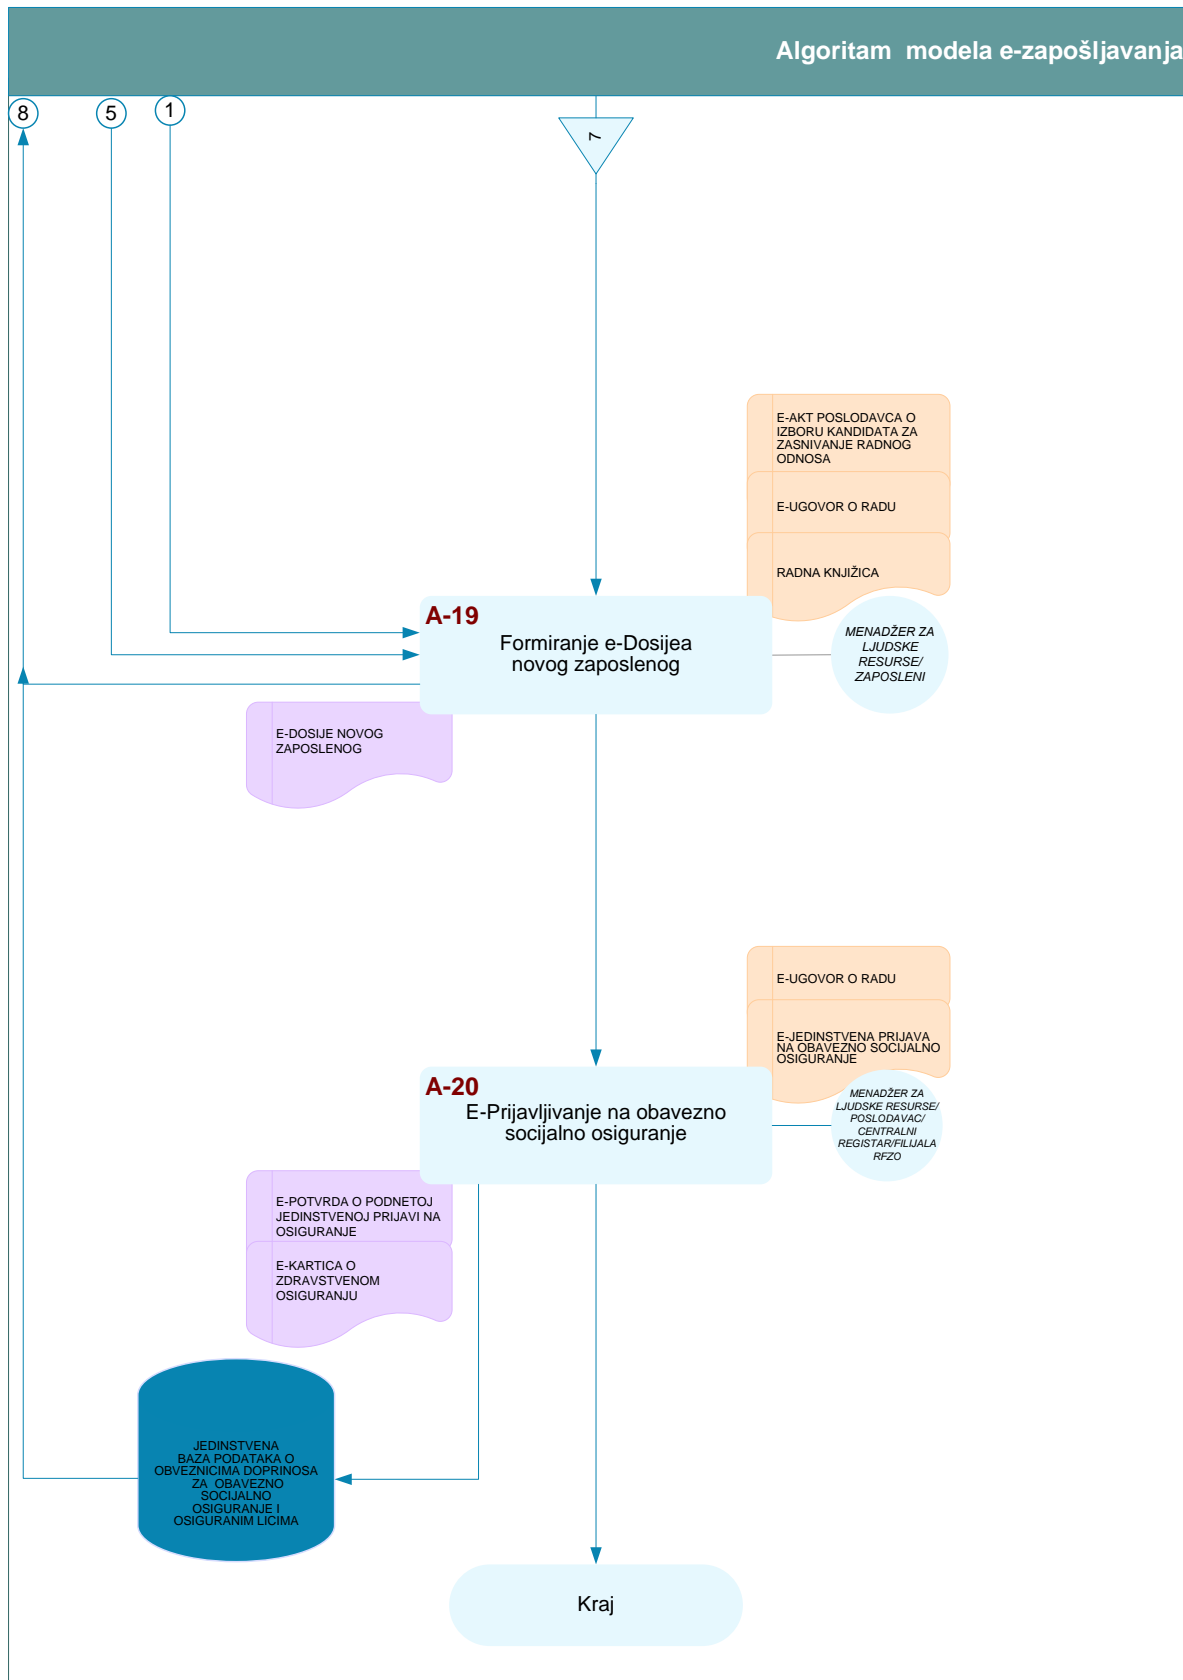 Algoritam modela e-zapošljavanja
8
5
1
7
E-AKT POSLODAVCA O
IZBORU KANDIDATA ZA
ZASNIVANJE RADNOG
ODNOSA
E-UGOVOR O RADU
RADNA KNJIŽICA
A-19
Formiranje e-Dosijea
novog zaposlenog
MENADŽER ZA
LJUDSKE
RESURSE/
ZAPOSLENI
E-DOSIJE NOVOG
ZAPOSLENOG
E-UGOVOR O RADU
E-JEDINSTVENA PRIJAVA
NA OBAVEZNO SOCIJALNO
OSIGURANJE
A-20
E-Prijavljivanje na obavezno
socijalno osiguranje
MENADŽER ZA
LJUDSKE RESURSE/
POSLODAVAC/
CENTRALNI
REGISTAR/FILIJALA
RFZO
E-POTVRDA O PODNETOJ
JEDINSTVENOJ PRIJAVI NA
OSIGURANJE
E-KARTICA O
ZDRAVSTVENOM
OSIGURANJU
JEDINSTVENA
BAZA PODATAKA O
OBVEZNICIMA DOPRINOSA
ZA OBAVEZNO
SOCIJALNO
OSIGURANJE I
OSIGURANIM LICIMA
Kraj